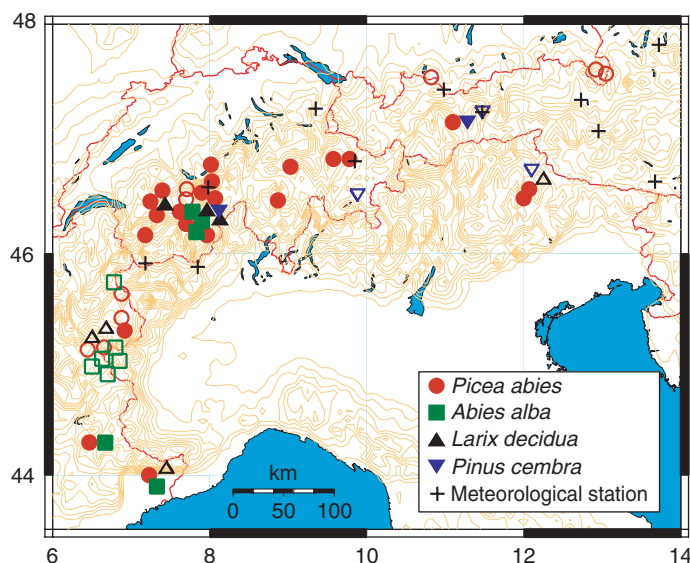 48
46
44
6
8
10
12
14
km
0 50 100
Picea abies
Abies alba
Larix decidua
Pinus cembra
Meteorological station